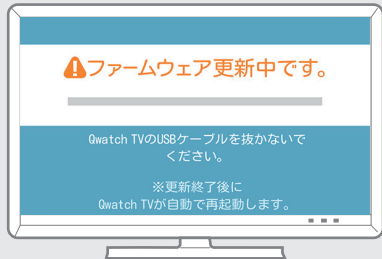 ファームウェア更新中です。
Qwatch TVのUSBケーブルを抜かないで
ください。
※更新終了後に
Qwatch TVが自動で再起動します。